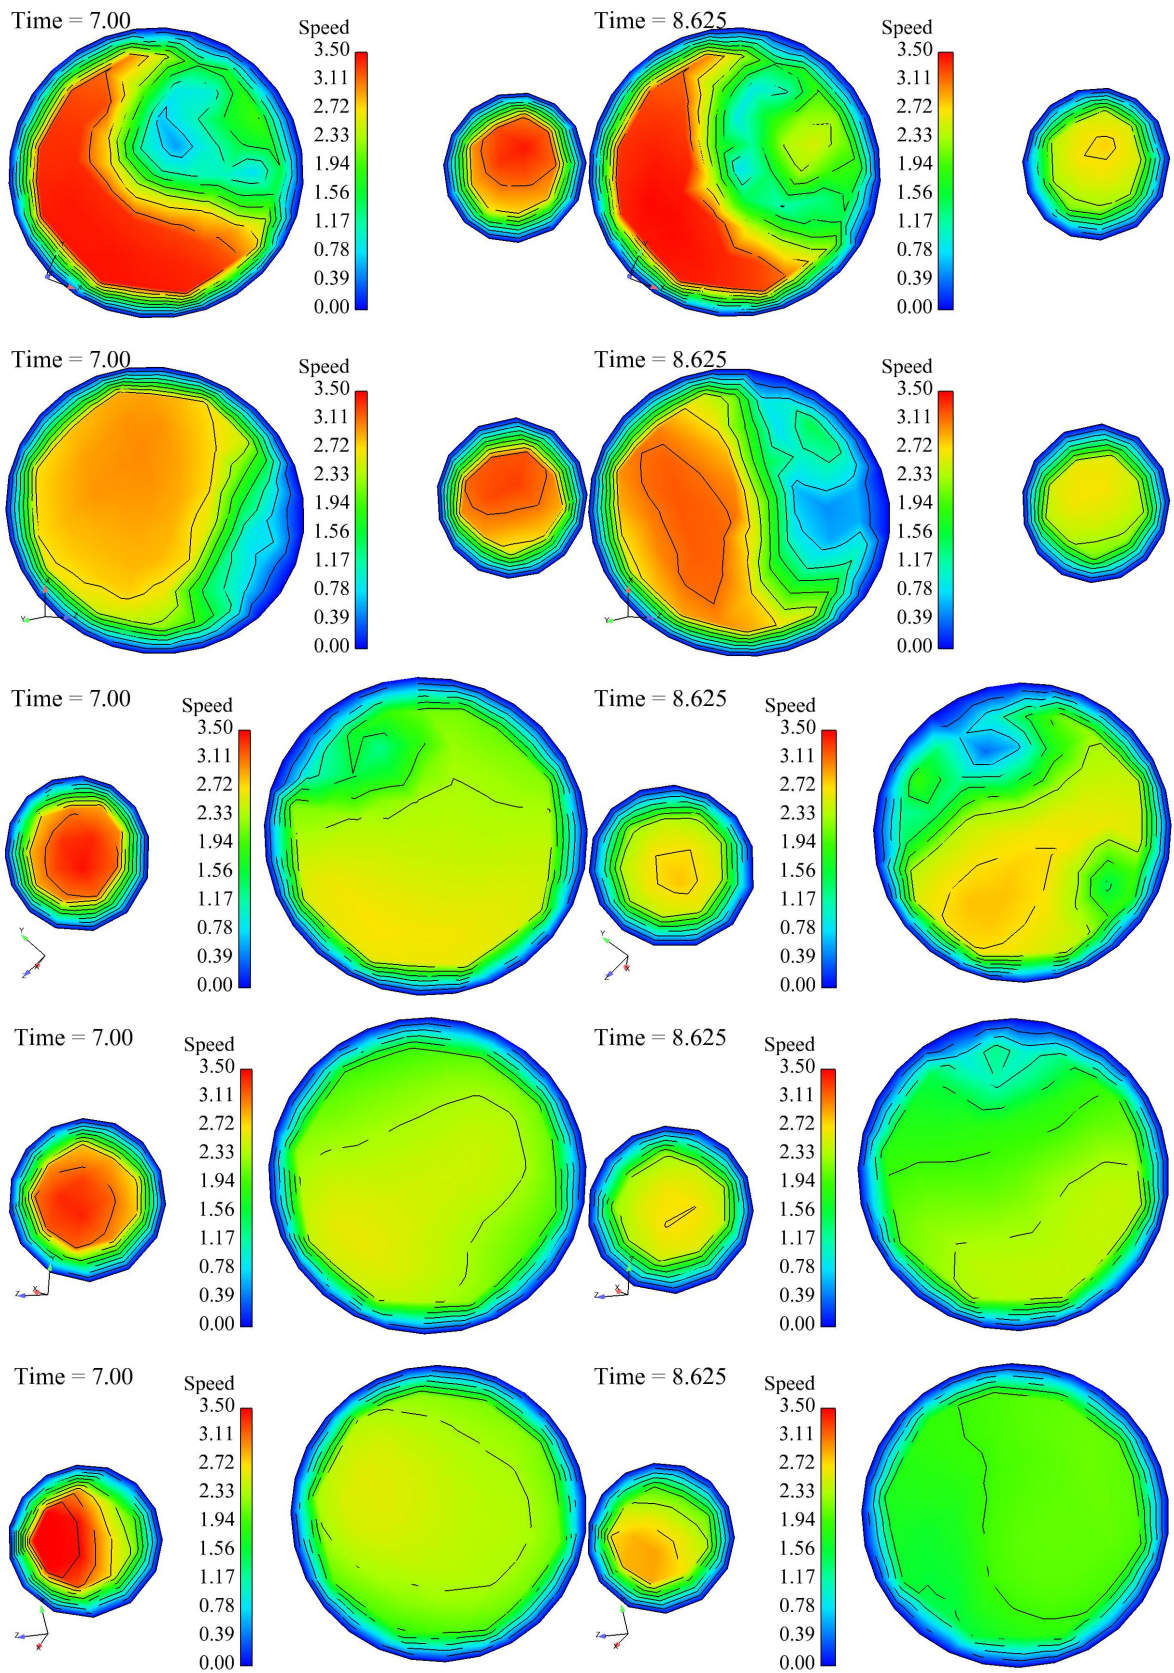 Time = 7.00
Speed
3.50
3.11
2.72
2.33
1.94
1.56
1.17
0.78
0.39
0.00
Time = 8.625
Speed
3.50
3.11
2.72
2.33
1.94
1.56
1.17
0.78
0.39
0.00
Time = 7.00
Speed
3.50
3.11
2.72
2.33
1.94
1.56
1.17
0.78
0.39
0.00
Y
Time = 8.625
Speed
3.50
3.11
2.72
2.33
1.94
1.56
1.17
0.78
0.39
0.00
Y
Time = 7.00
Speed
3.50
3.11
2.72
2.33
1.94
1.56
1.17
0.78
0.39
0.00
Y
Z
X
Time = 8.625
Speed
3.50
3.11
2.72
2.33
1.94
1.56
1.17
0.78
0.39
0.00
Y
Z
X
Time = 7.00
Speed
3.50
3.11
2.72
2.33
1.94
1.56
1.17
0.78
0.39
0.00
Z
X
Time = 8.625
Speed
3.50
3.11
2.72
2.33
1.94
1.56
1.17
0.78
0.39
0.00
Z
X
Time = 7.00
Speed
3.50
3.11
2.72
2.33
1.94
1.56
1.17
0.78
0.39
0.00
Z
X
Time = 8.625
Speed
3.50
3.11
2.72
2.33
1.94
1.56
1.17
0.78
0.39
0.00
Z
X